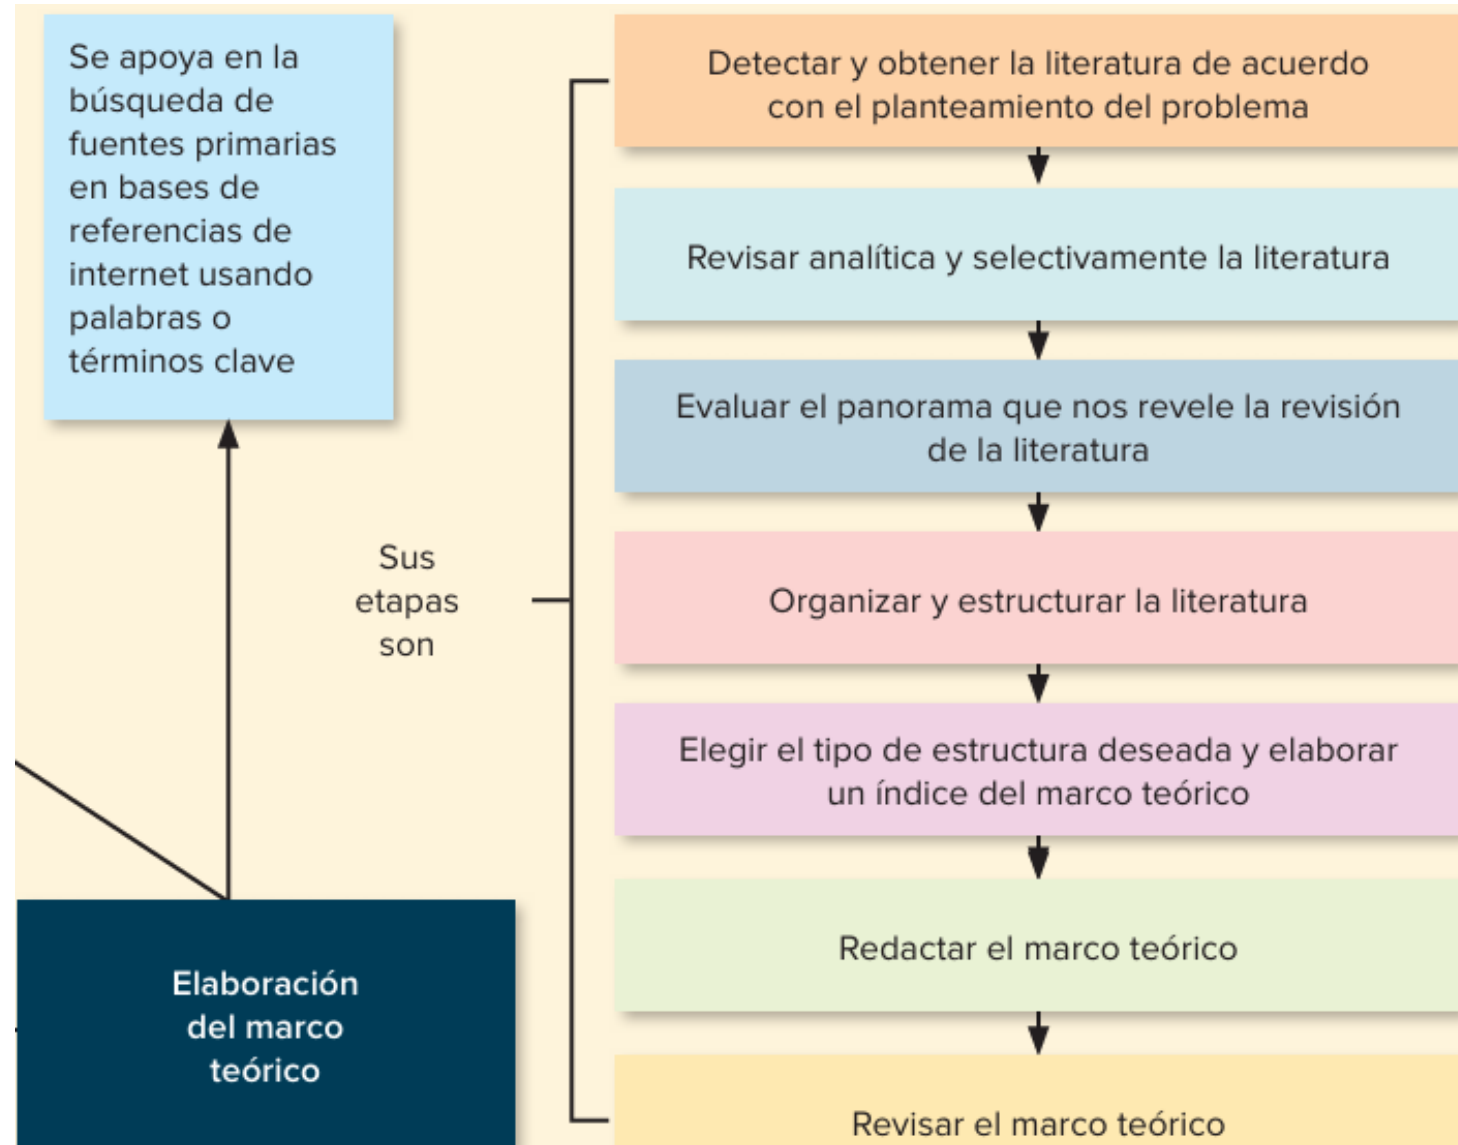 Se apoya en la
búsqueda de
fuentes primarias
en bases de
referencias de
internet usando
palabras o
términos clave
Elaboración
del marco
teórico
Sus
etapas
son
Detectar y obtener la literatura de acuerdo
con el planteamiento del problema
Revisar analítica y selectivamente la literatura
Evaluar el panorama que nos revele la revisión
de la literatura
Organizar y estructurar la literatura
Elegir el tipo de estructura deseada y elaborar
un índice del marco teórico
Redactar el marco teórico
Revisar el marco teórico